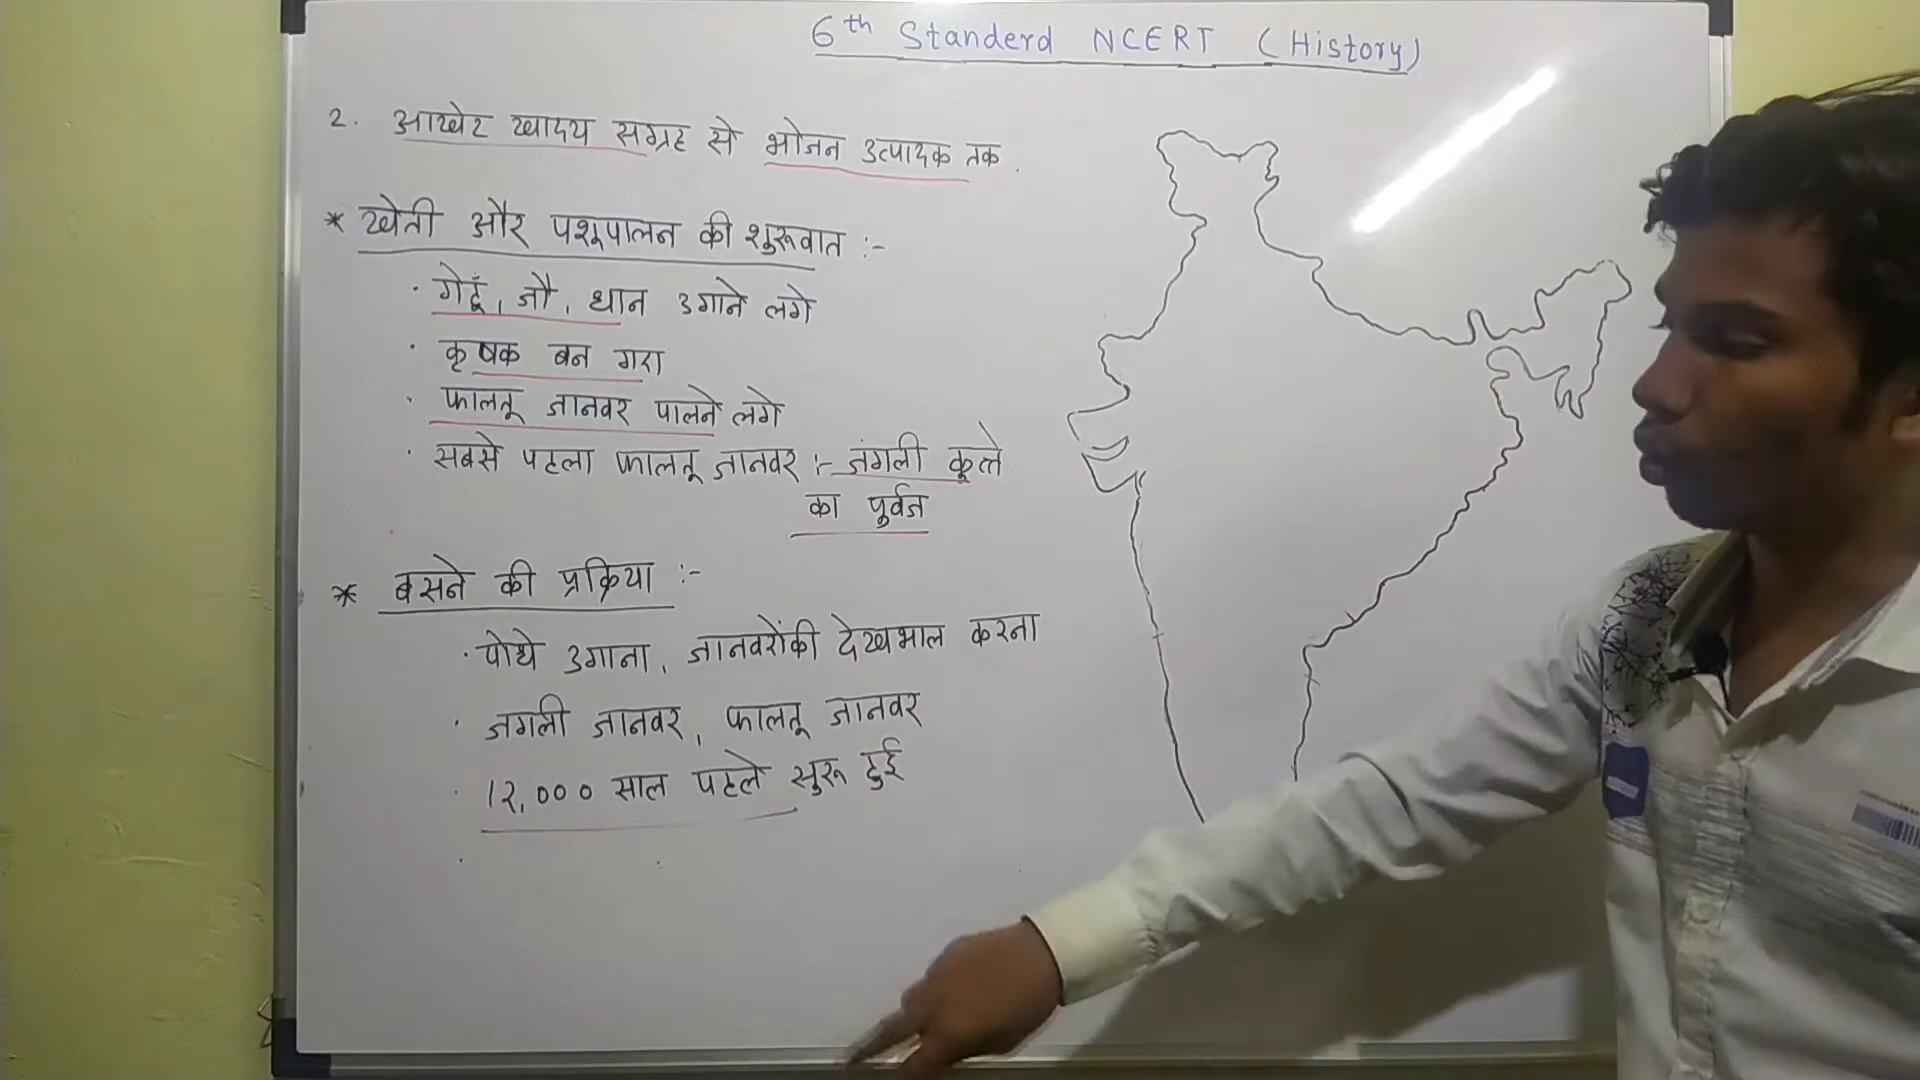 6th Standerd NCERT (History)
2. आखेट खादय सग्रह से भोजन उत्पादक तक.
* खेती और पशूपालन की शुरूवात :-
· गेहूँ, जौ, धान उगाने लगे
· कृषक बन गरा
· फालतू जानवर पालने लगे
· सबसे पहला फालतू जानवर :- जंगली कूत्ते
का पुर्वज
* बसने की प्रक्रिया :-
· पोधे उगाना, जानवरोंकी देखभाल करना
· जगली जानवर, फालतू जानवर
· 12,000 साल पहले सुरू हुई
·